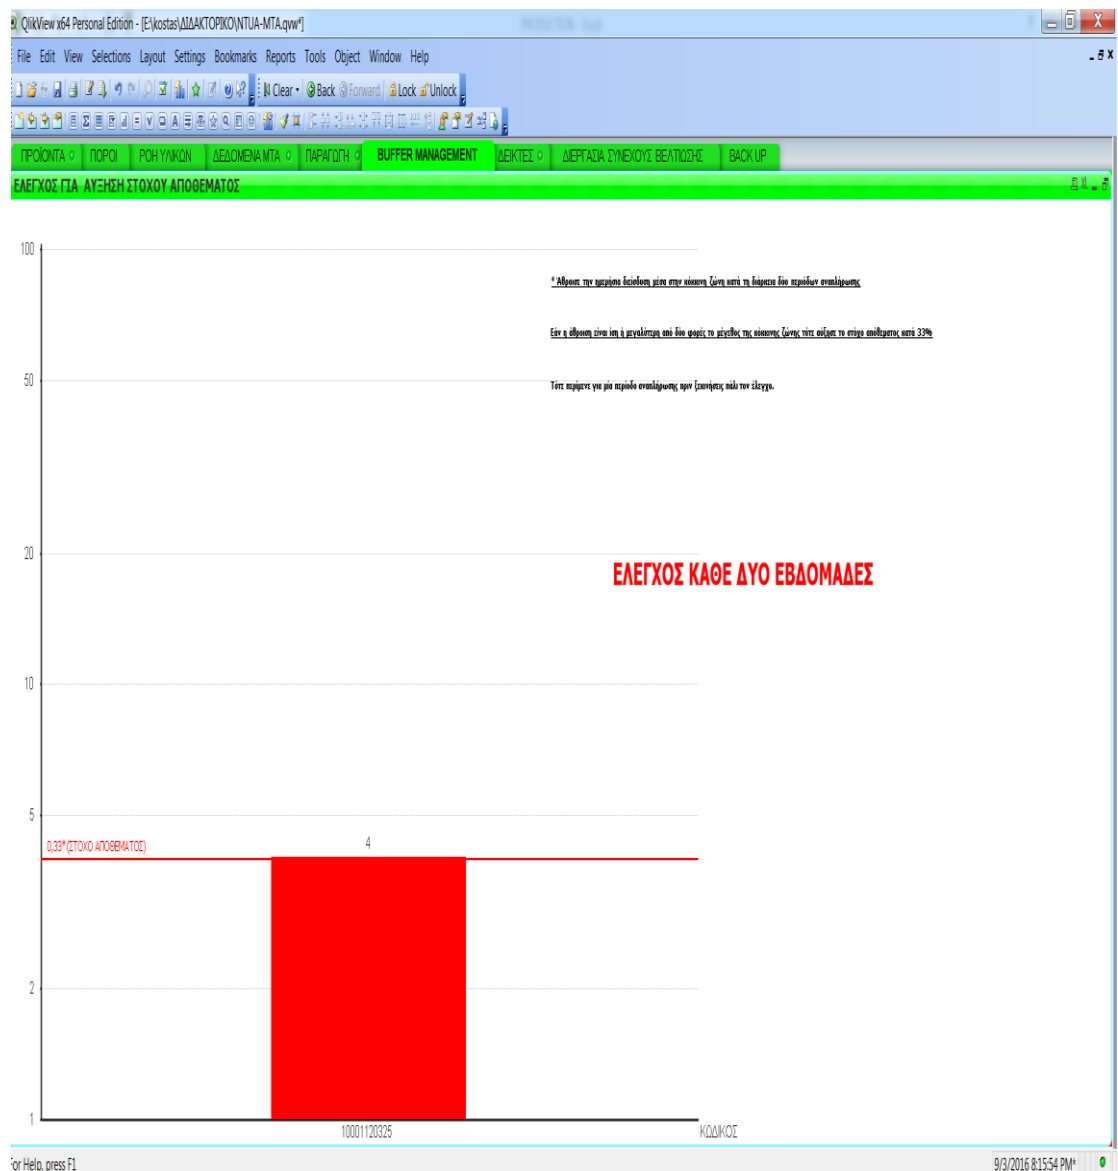 QlikView x64 Personal Edition - [E:\kostas\ΔΙΔΑΚΤΟΡΙΚΟ\NTUA-MTA.qvw*]
File Edit View Selections Layout Settings Bookmarks Reports Tools Object Window Help
Clear Back Forward Lock Unlock
ΠΡΟΪΟΝΤΑ ΠΟΡΟΙ ΡΟΗ ΥΛΙΚΩΝ ΔΕΔΟΜΕΝΑ ΜΤΑ ΠΑΡΑΓΩΓΗ BUFFER MANAGEMENT ΔΕΙΚΤΕΣ ΔΙΕΡΓΑΣΙΑ ΣΥΝΕΧΟΥΣ ΒΕΛΤΙΩΣΗΣ BACK UP
ΕΛΕΓΧΟΣ ΓΙΑ ΑΥΞΗΣΗ ΣΤΟΧΟΥ ΑΠΟΘΕΜΑΤΟΣ XL
100
* Άθροισε την ημερήσια διείσδυση μέσα στην κόκκινη ζώνη κατά τη διάρκεια δύο περιόδων αναπλήρωσης
Εάν η άθροιση είναι ίση ή μεγαλύτερη από δύο φορές το μέγεθος της κόκκινης ζώνης τότε αύξησε το στόχο αποθέματος κατά 33%
50
Τότε περίμενε για μία περίοδο αναπλήρωσης πριν ξεκινήσεις πάλι τον έλεγχο.
20
ΕΛΕΓΧΟΣ ΚΑΘΕ ΔΥΟ ΕΒΔΟΜΑΔΕΣ
10
5
0,33*(ΣΤΟΧΟ ΑΠΟΘΕΜΑΤΟΣ)
4
2
1
10001120325
ΚΩΔΙΚΟΣ
For Help, press F1
9/3/2016 8:15:54 PM*